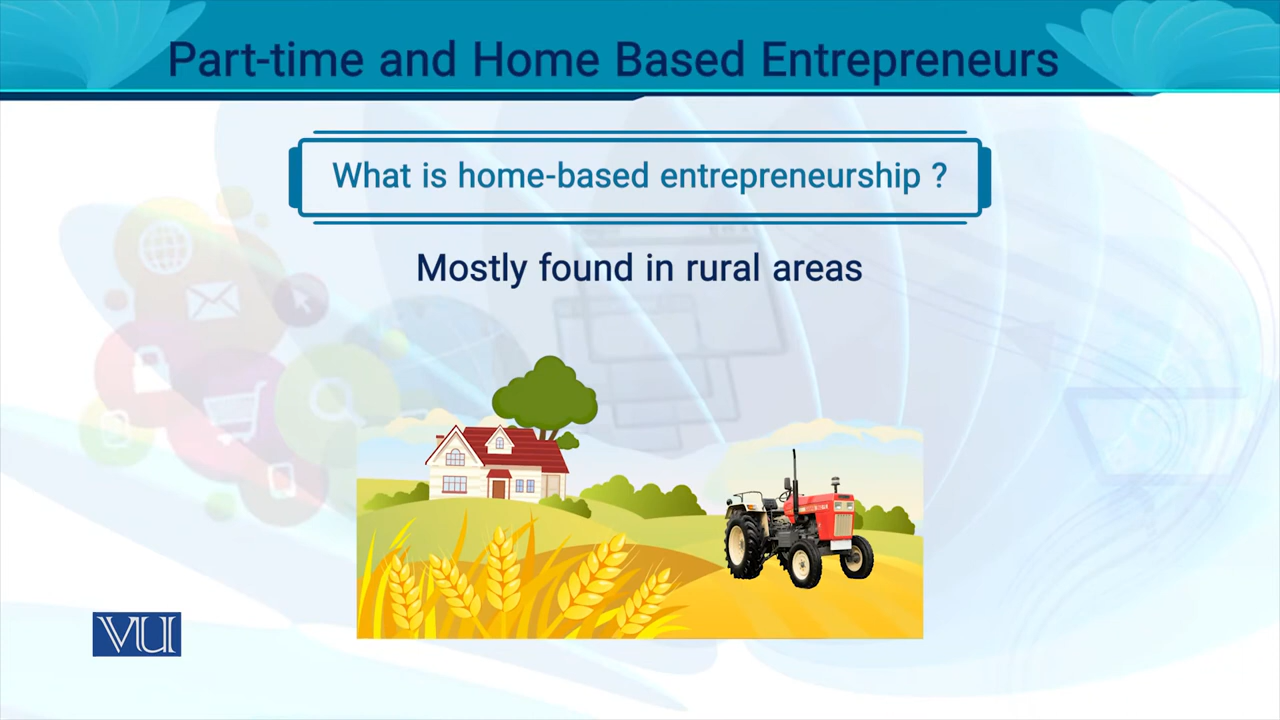 Part-time and Home Based Entrepreneurs
What is home-based entrepreneurship ?
Mostly found in rural areas
VU